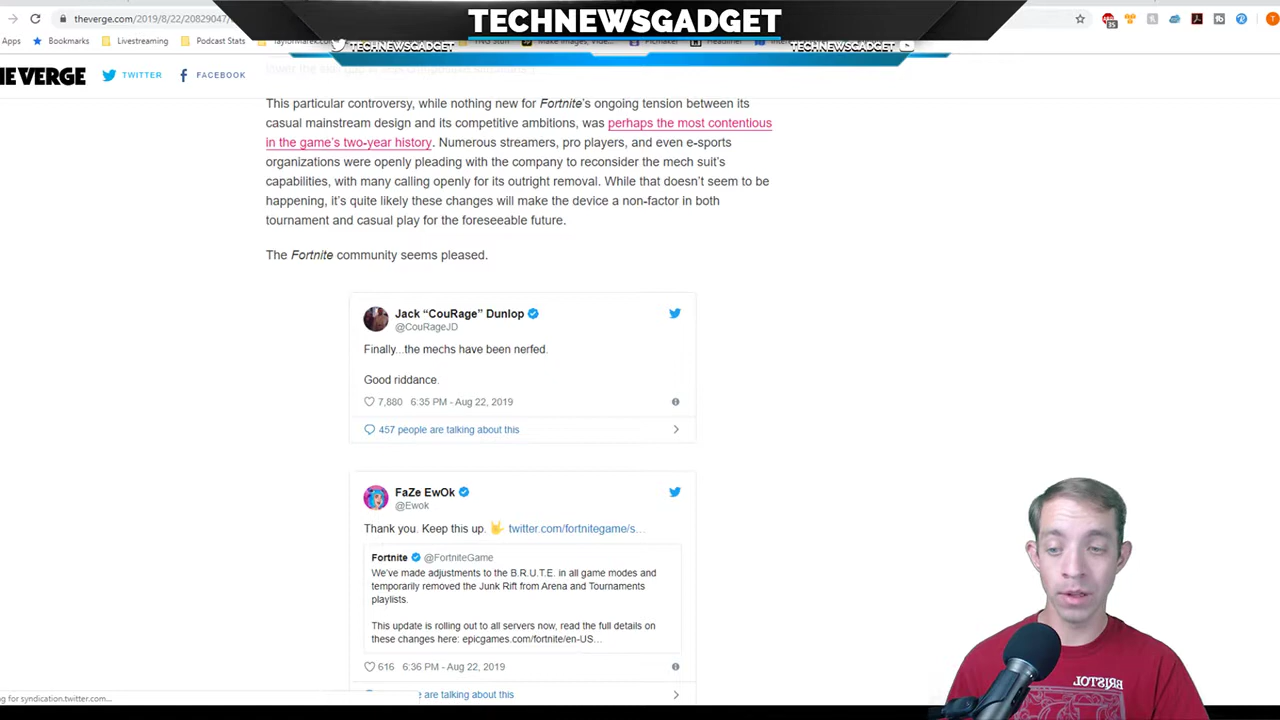 theverge.com/2019/8/22/20829047/
TECHNEWSGADGET
35
Apps Bookmarks Livestreaming Podcast Stats
TECHNEWSGADGET
TECHNEWSGADGET
HEVERGE TWITTER FACEBOOK
This particular controversy, while nothing new for Fortnite's ongoing tension between its
casual mainstream design and its competitive ambitions, was perhaps the most contentious
in the game's two-year history. Numerous streamers, pro players, and even e-sports
organizations were openly pleading with the company to reconsider the mech suit's
capabilities, with many calling openly for its outright removal. While that doesn't seem to be
happening, it's quite likely these changes will make the device a non-factor in both
tournament and casual play for the foreseeable future.
The Fortnite community seems pleased.
Jack “CouRage” Dunlop
@CouRageJD
Finally...the mechs have been nerfed.
Good riddance.
7,880 6:35 PM - Aug 22, 2019
457 people are talking about this
FaZe EwOk
@Ewok
Thank you. Keep this up. 🤟 twitter.com/fortnitegame/s…
Fortnite @FortniteGame
We've made adjustments to the B.R.U.T.E. in all game modes and
temporarily removed the Junk Rift from Arena and Tournaments
playlists.
This update is rolling out to all servers now, read the full details on
these changes here: epicgames.com/fortnite/en-US…
616 6:36 PM - Aug 22, 2019
are talking about this
ng for syndication.twitter.com...
BRISTOL